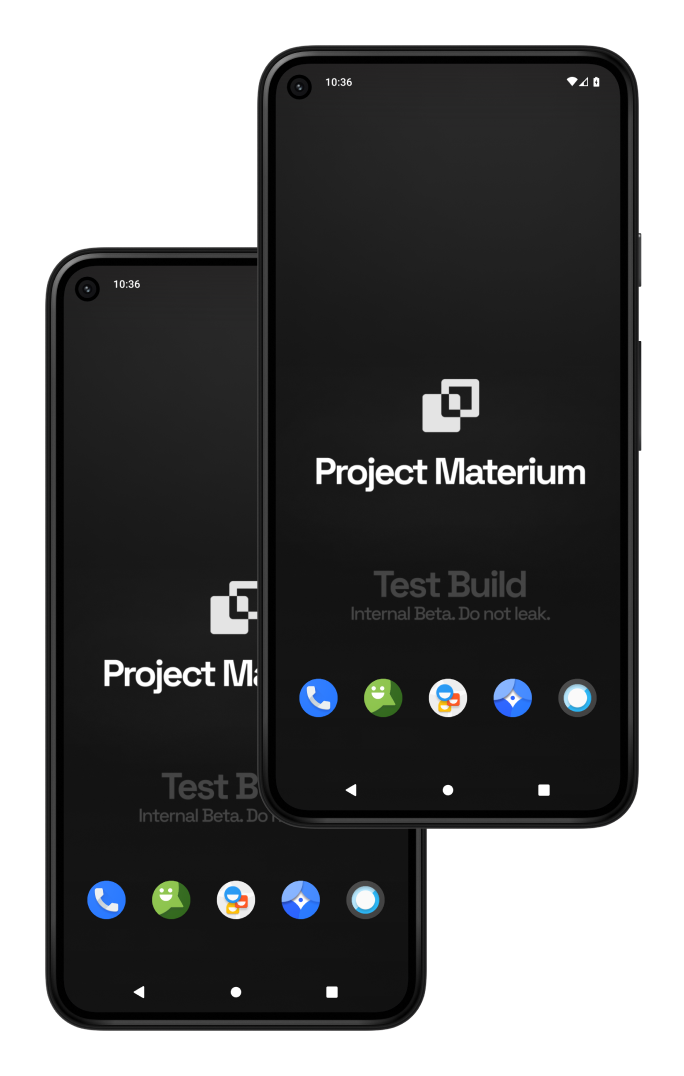 10:36
Project Materium
Test Build
Internal Beta. Do not leak.
10:36
Project Ma
Test B
Internal Beta. Do